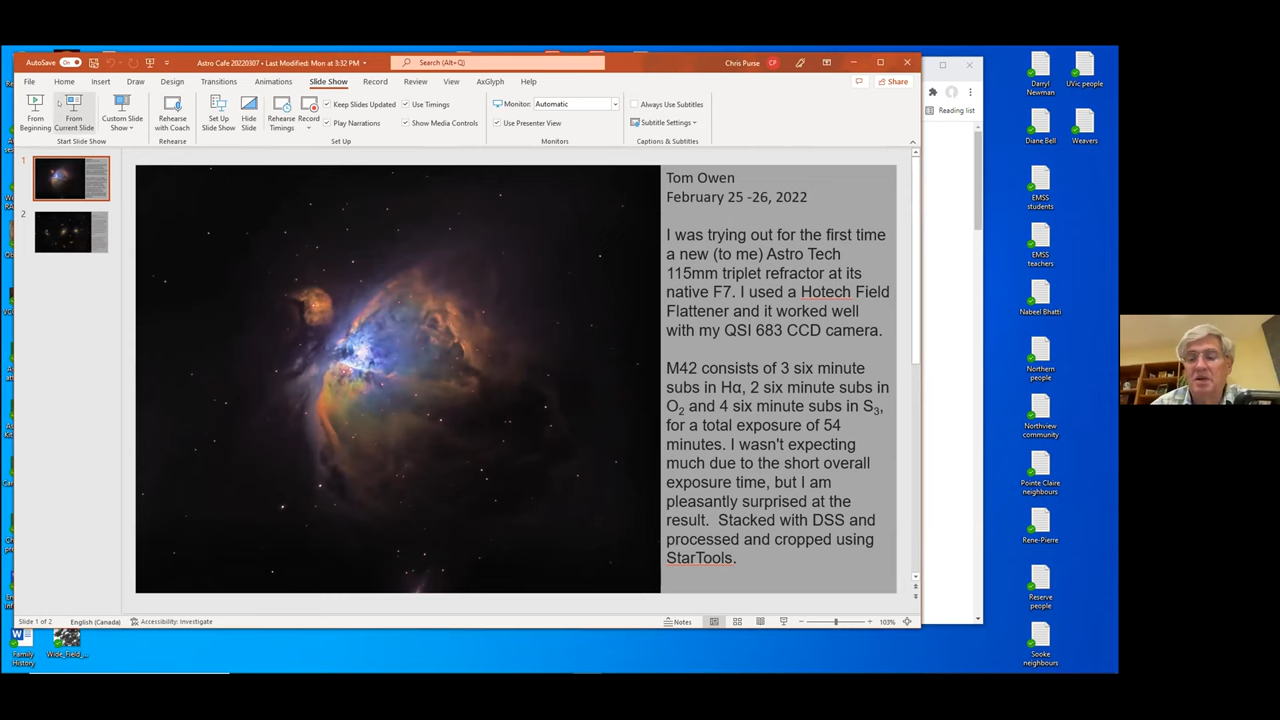 AutoSave
On
Astro Cafe 20220307 • Last Modified: Mon at 3:32 PM
Search (Alt+Q)
Chris Purse
CP
File
Home
Insert
Draw
Design
Transitions
Animations
Slide Show
Record
Review
View
AxGlyph
Help
Share
From Beginning
From Current Slide
Custom Slide Show
Rehearse with Coach
Set Up Slide Show
Hide Slide
Rehearse Timings
Record
Keep Slides Updated
Play Narrations
Use Timings
Show Media Controls
Monitor:
Automatic
Use Presenter View
Always Use Subtitles
Subtitle Settings
Start Slide Show
Rehearse
Set Up
Monitors
Captions & Subtitles
1
2
Tom Owen
February 25 -26, 2022
I was trying out for the first time
a new (to me) Astro Tech
115mm triplet refractor at its
native F7. I used a Hotech Field
Flattener and it worked well
with my QSI 683 CCD camera.
M42 consists of 3 six minute
subs in Hα, 2 six minute subs in
O2 and 4 six minute subs in S3,
for a total exposure of 54
minutes. I wasn't expecting
much due to the short overall
exposure time, but I am
pleasantly surprised at the
result. Stacked with DSS and
processed and cropped using
StarTools.
Slide 1 of 2
English (Canada)
Accessibility: Investigate
Notes
103%
Reading list
Darryl
Newman
UVic people
Diane Bell
Weavers
EMSS
students
EMSS
teachers
Nabeel Bhatti
Northern
people
Northview
community
Pointe Claire
neighbours
Rene-Pierre
Reserve
people
Sooke
neighbours
Family
History
Wide_Field_...